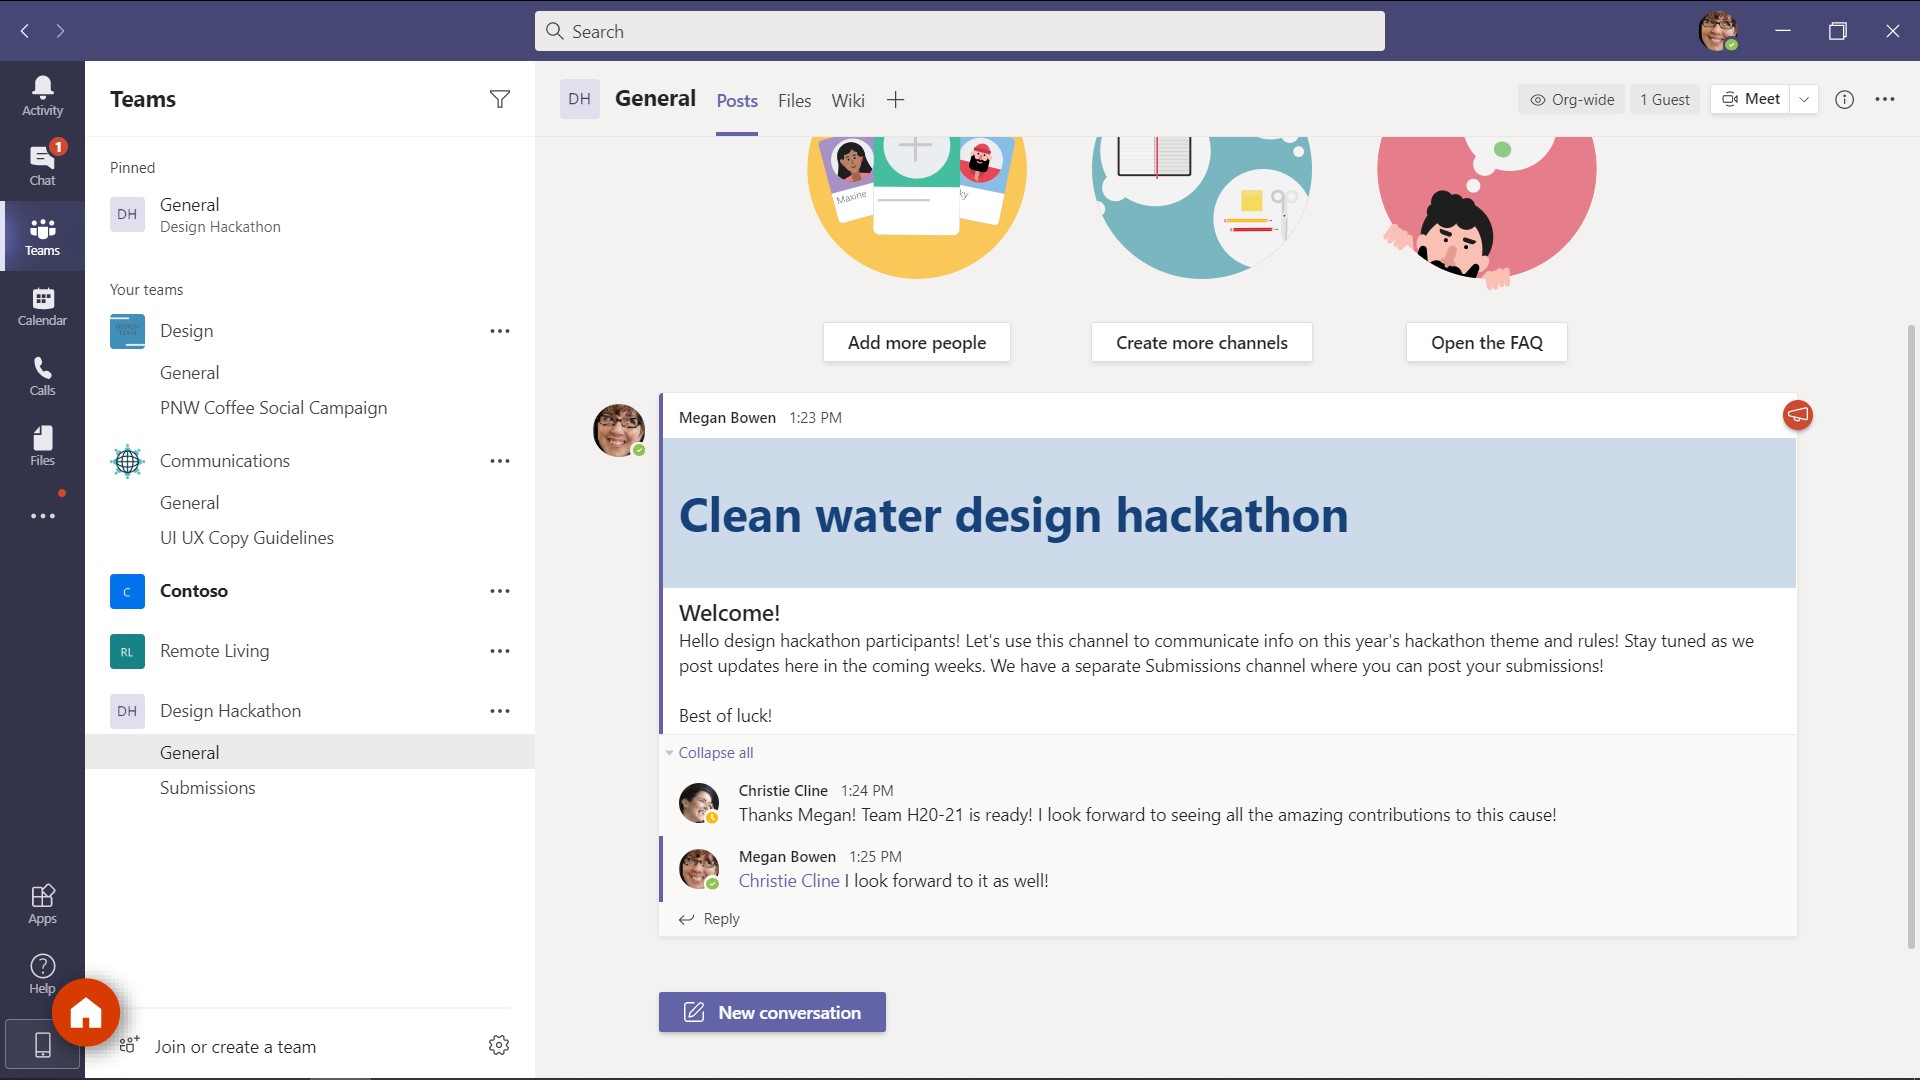 Search
Activity
1
Chat
Teams
Calendar
Calls
Files
Apps
Help
Teams
Pinned
DH
General
Design Hackathon
Your teams
Design
General
PNW Coffee Social Campaign
Communications
General
UI UX Copy Guidelines
C
Contoso
RL
Remote Living
DH
Design Hackathon
General
Submissions
Join or create a team
DH
General
Posts
Files
Wiki
Org-wide
1 Guest
Meet
Maxine
ky
Add more people
Create more channels
Open the FAQ
Megan Bowen 1:23 PM
Clean water design hackathon
Welcome!
Hello design hackathon participants! Let's use this channel to communicate info on this year's hackathon theme and rules! Stay tuned as we
post updates here in the coming weeks. We have a separate Submissions channel where you can post your submissions!
Best of luck!
Collapse all
Christie Cline 1:24 PM
Thanks Megan! Team H20-21 is ready! I look forward to seeing all the amazing contributions to this cause!
Megan Bowen 1:25 PM
Christie Cline I look forward to it as well!
Reply
New conversation